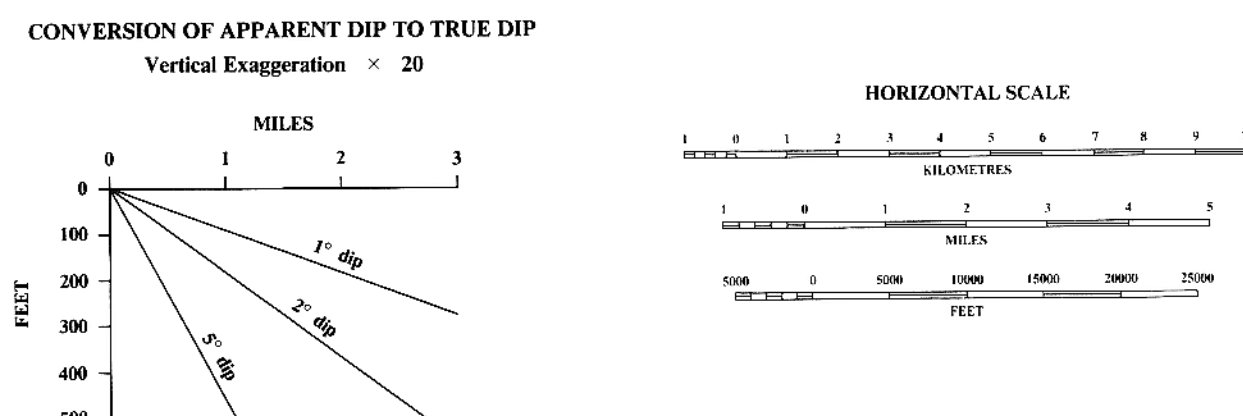 CONVERSION OF APPARENT DIP TO TRUE DIP
Vertical Exaggeration × 20
MILES
0 1 2 3
0
100
200
300
400
500
FEET
1° dip
2° dip
5° dip
HORIZONTAL SCALE
1 0 1 2 3 4 5 6 7 8 9
KILOMETRES
1 0 1 2 3 4 5
MILES
5000 0 5000 10000 15000 20000 25000
FEET